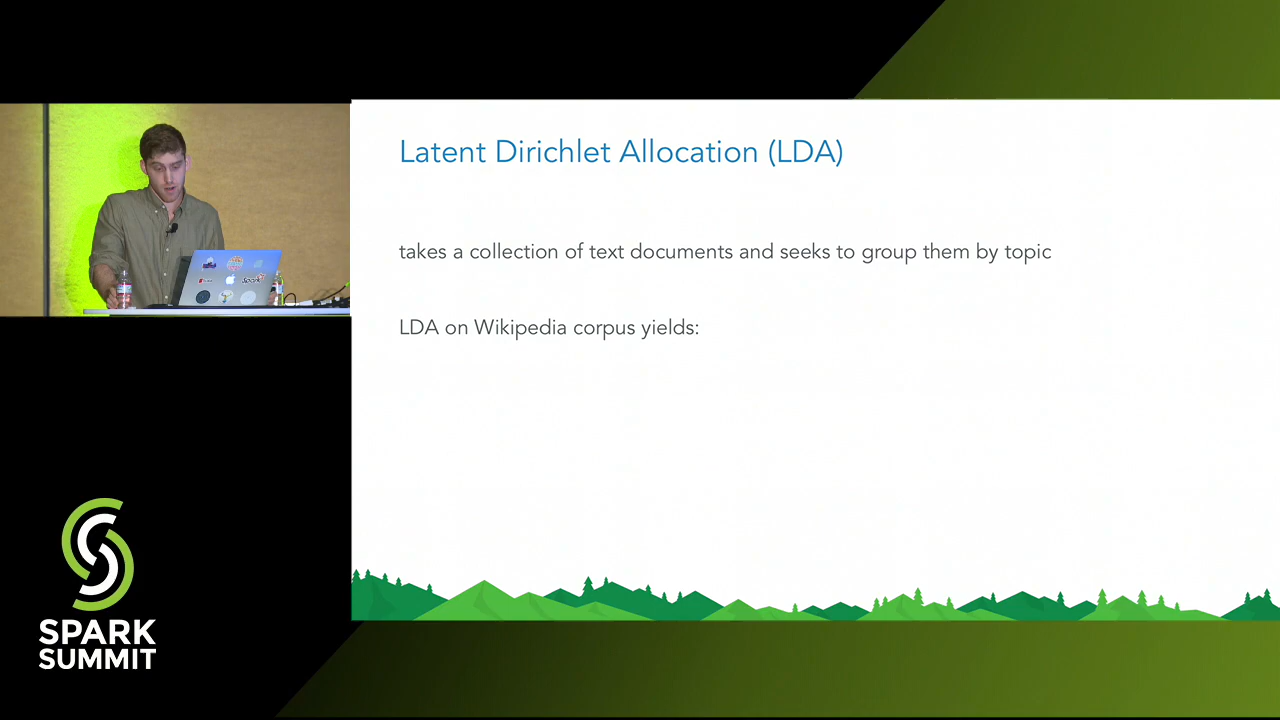 Latent Dirichlet Allocation (LDA)
takes a collection of text documents and seeks to group them by topic
LDA on Wikipedia corpus yields:
Spark
SPARK
SUMMIT